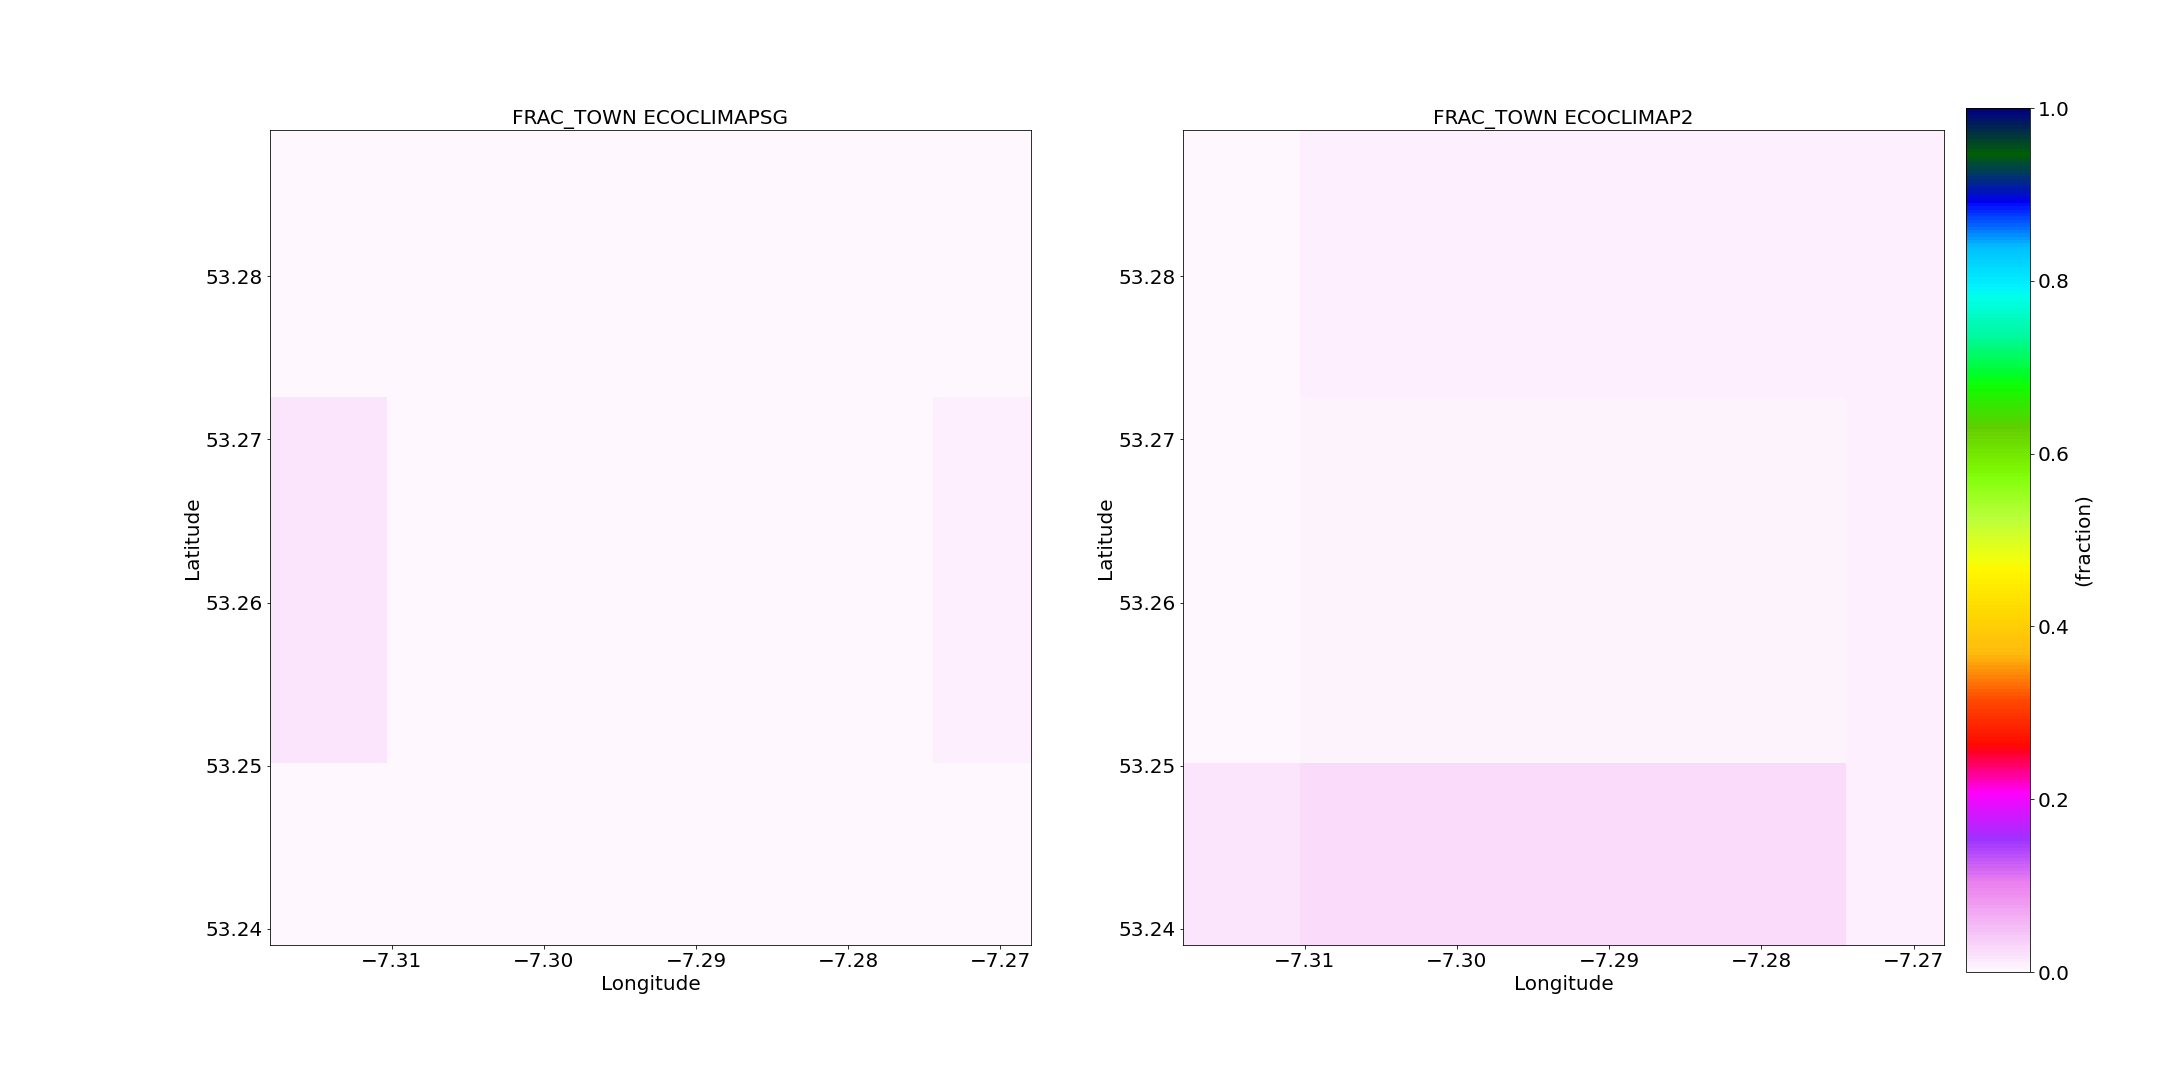 FRAC_TOWN ECOCLIMAPSG
53.28
53.27
53.26
53.25
53.24
Latitude
−7.31 −7.30 −7.29 −7.28 −7.27
Longitude
FRAC_TOWN ECOCLIMAP2
53.28
53.27
53.26
53.25
53.24
Latitude
−7.31 −7.30 −7.29 −7.28 −7.27
Longitude
1.0
0.8
0.6
0.4
0.2
0.0
(fraction)